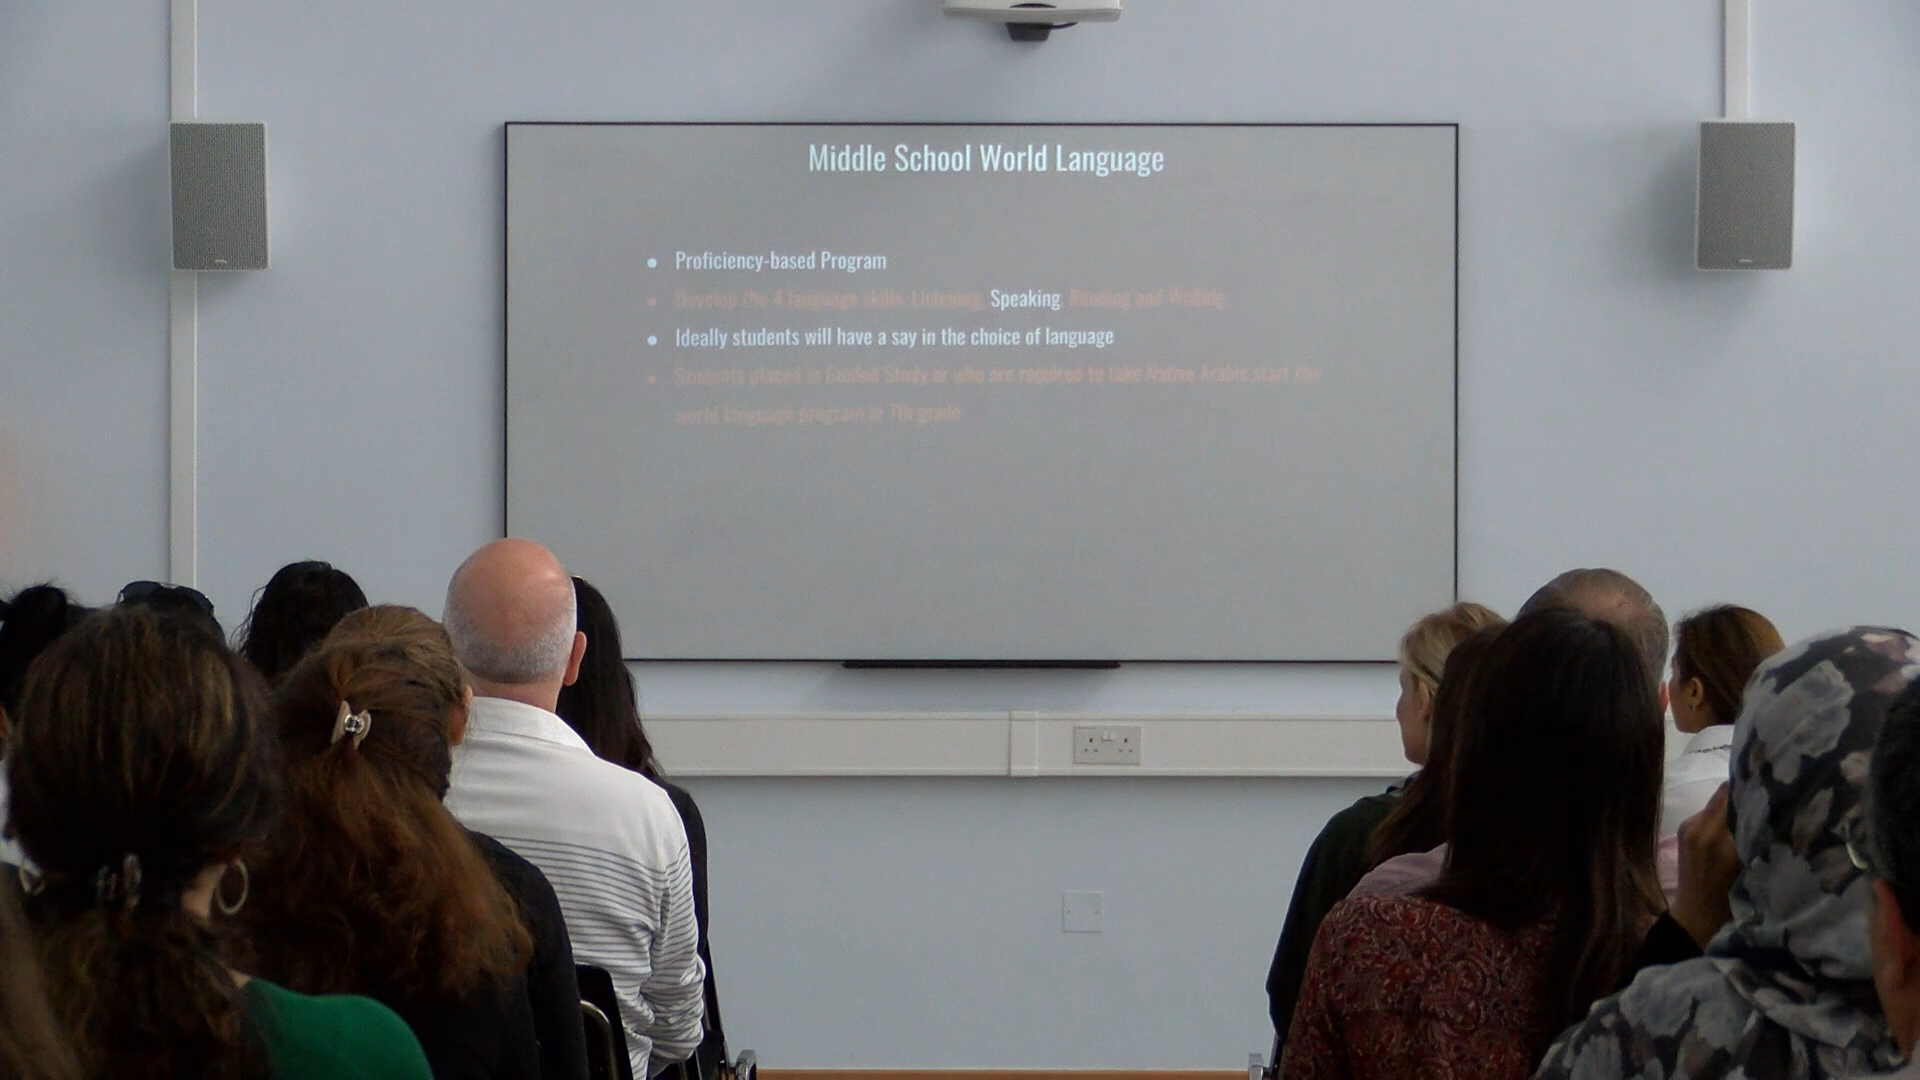 Middle School World Language
• Proficiency-based Program
• Develop the 4 language skills: Listening, Speaking, Reading and Writing
• Ideally students will have a say in the choice of language
• Students placed in Guided Study or who are required to take Native Arabic start the
world language program in 7th grade